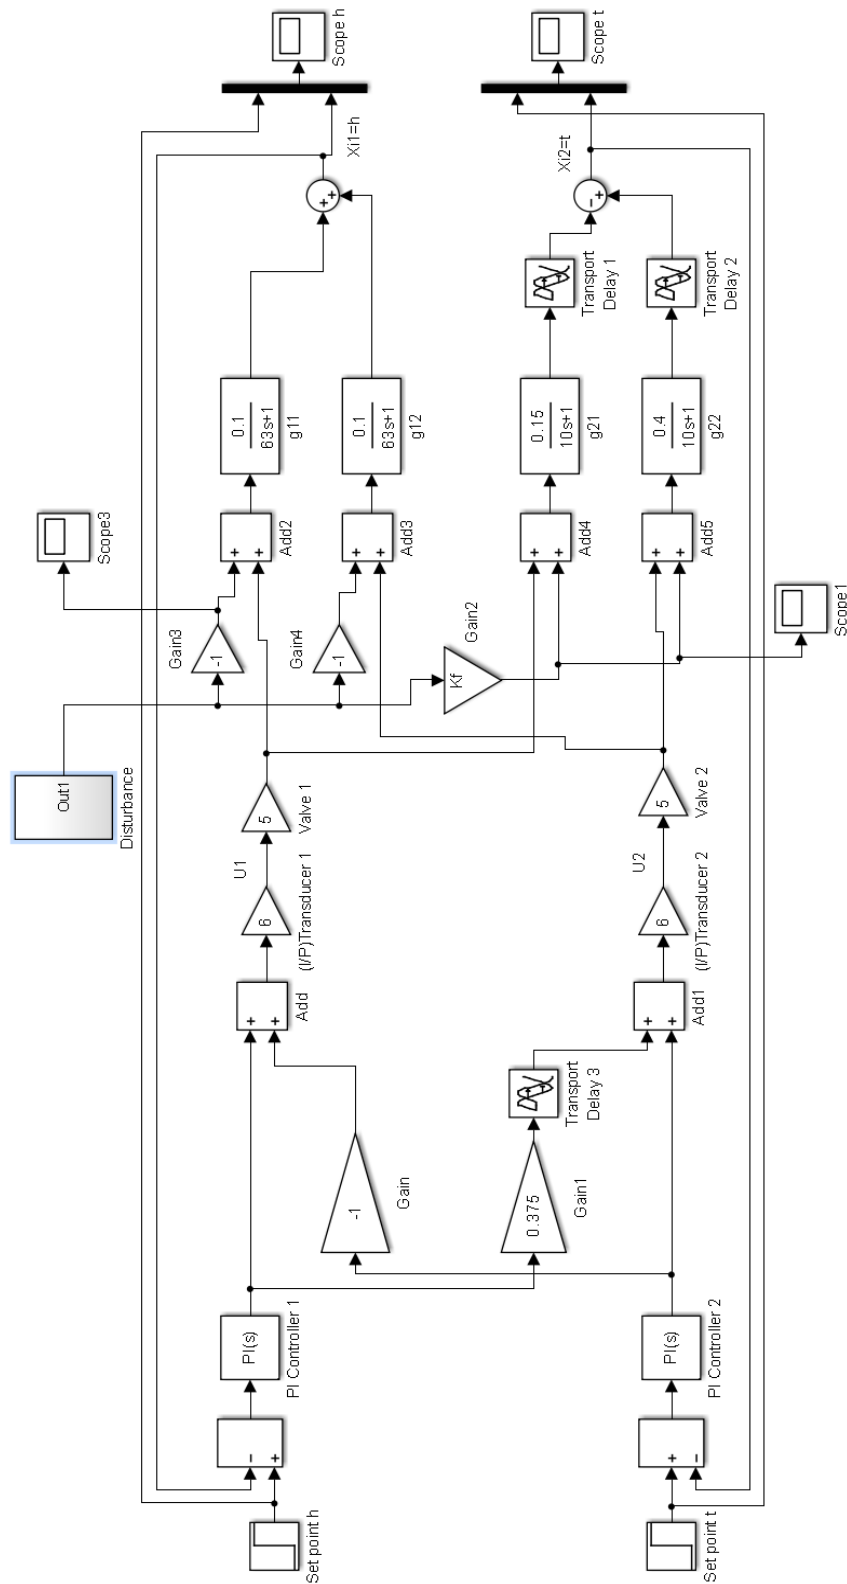 Set point h
−
+
PI(s)
PI Controller 1
-1
Gain
+
+
Add
6
(I/P)Transducer 1
U1
5
Valve 1
Out1
Disturbance
-1
Gain3
Scope3
-1
Gain4
Kf
Gain2
+
+
Add2
0.1
63s+1
g11
+
+
Add3
0.1
63s+1
g12
+
+
Xi1=h
Scope h
Set point t
+
−
PI(s)
PI Controller 2
0.375
Gain1
Transport
Delay 3
+
+
Add1
6
(I/P)Transducer 2
U2
5
Valve 2
Scope1
+
+
Add4
0.15
10s+1
g21
Transport
Delay 1
+
+
Add5
0.4
10s+1
g22
Transport
Delay 2
−
+
Xi2=t
Scope t